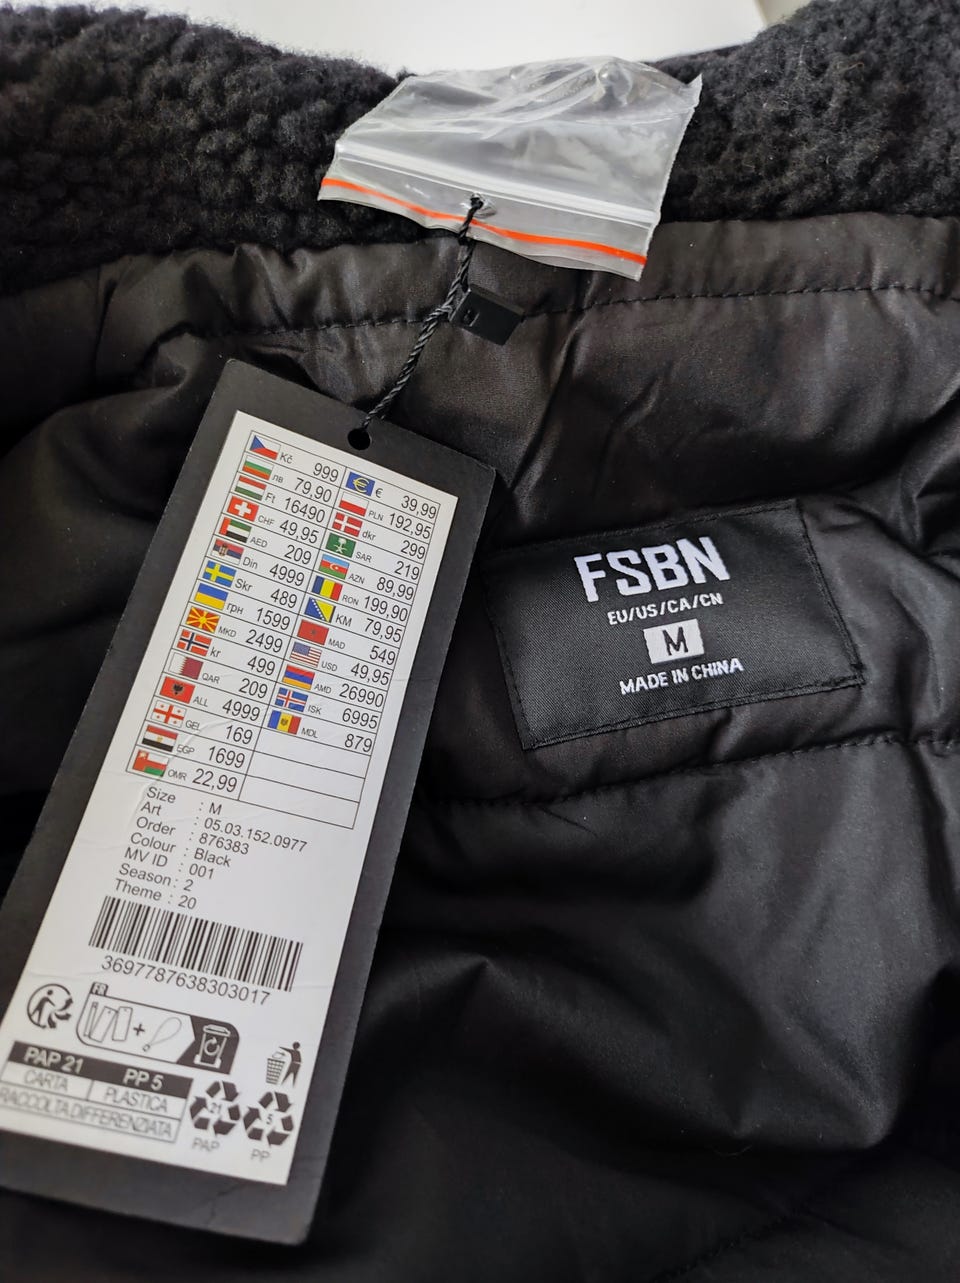 Kč 999 € 39,99
лв 79,90 PLN 192,95
Ft 16490 dkr 299
CHF 49,95 SAR 219
AED 209 AZN 89,99
Din 4999 RON 199,90
Skr 489 KM 79,95
грн 1599 MAD 549
MKD 2499 USD 49,95
kr 499 AMD 26990
QAR 209 ISK 6995
ALL 4999 MDL 879
GEL 169
EGP 1699
OMR 22,99
Size : M
Art : 05.03.152.0977
Order : 876383
Colour : Black
MV ID : 001
Season : 2
Theme : 20
3697787638303017
FR
+
PAP 21 PP 5
CARTA PLASTICA
RACCOLTA DIFFERENZIATA
21 5
PAP PP
FSBN
EU/US/CA/CN
M
MADE IN CHINA